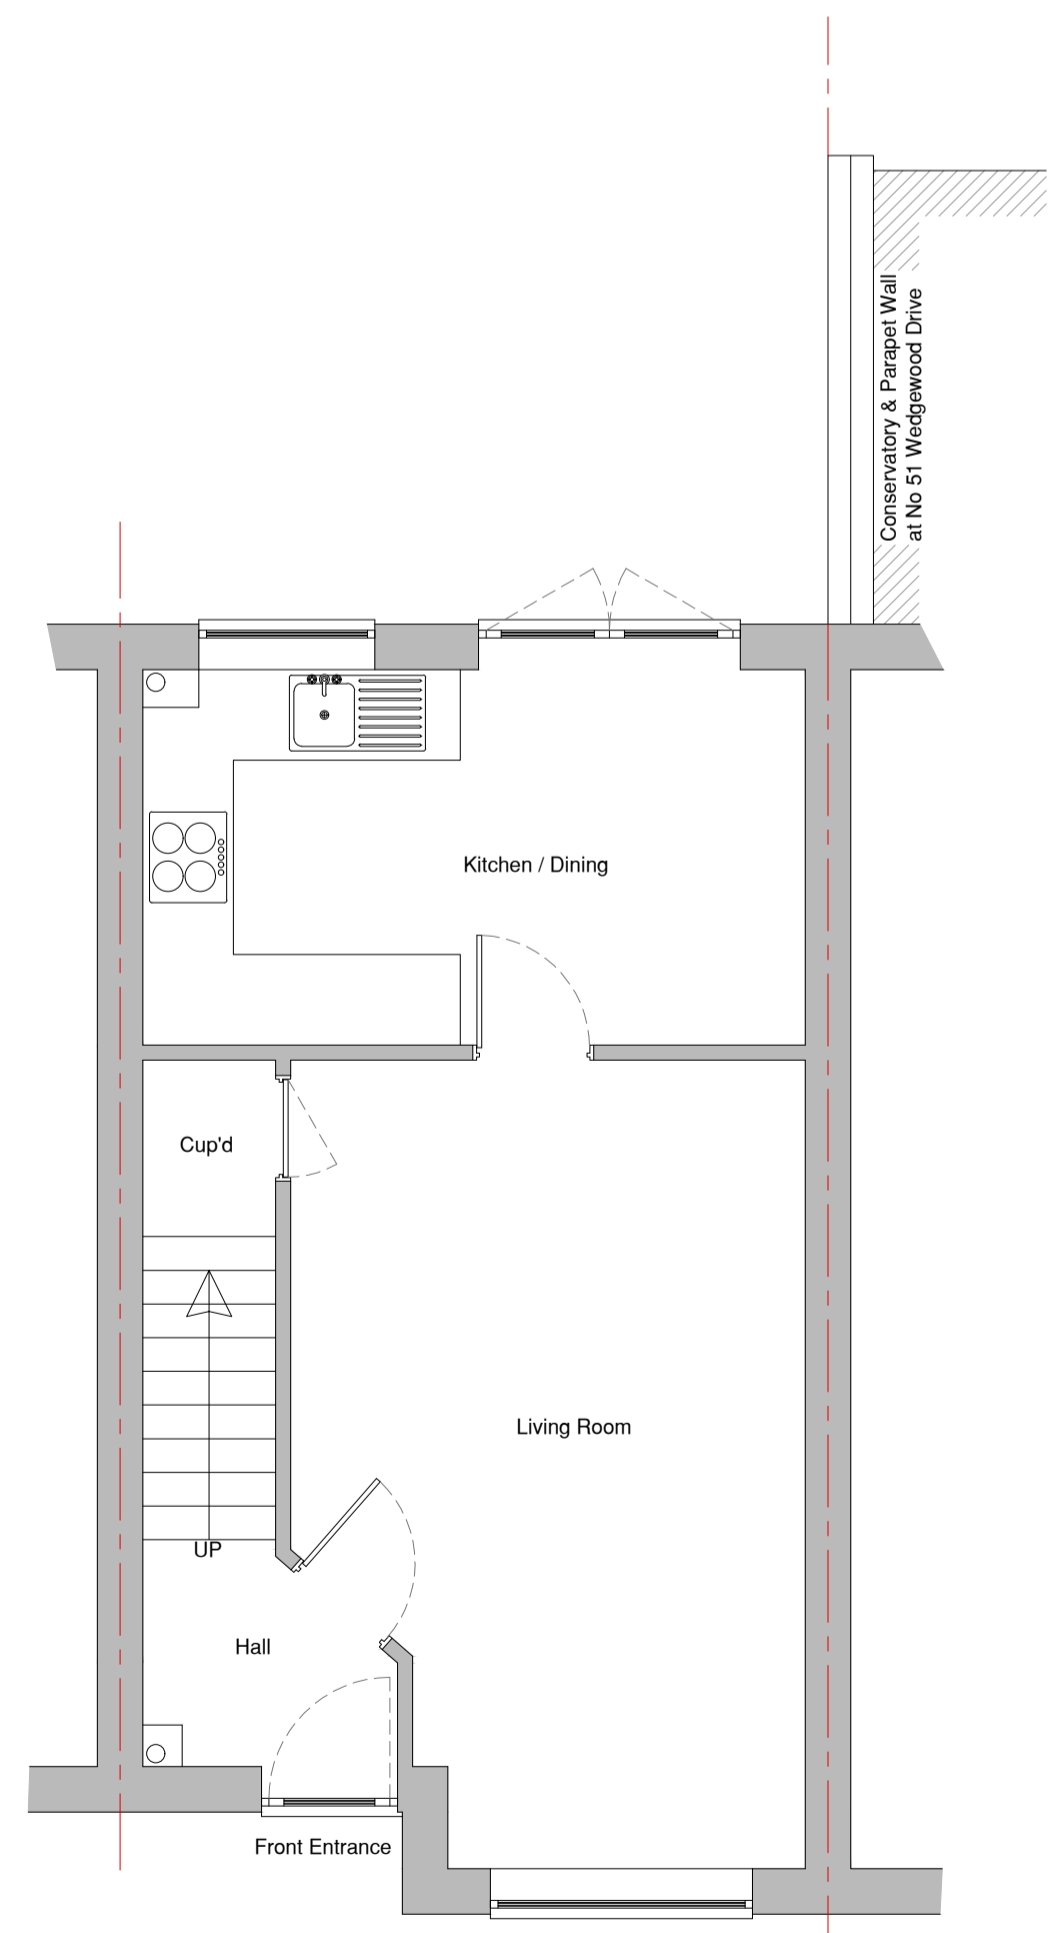 Conservatory & Parapet Wall
at No 51 Wedgewood Drive
Kitchen / Dining
Cup'd
Living Room
UP
Hall
Front Entrance